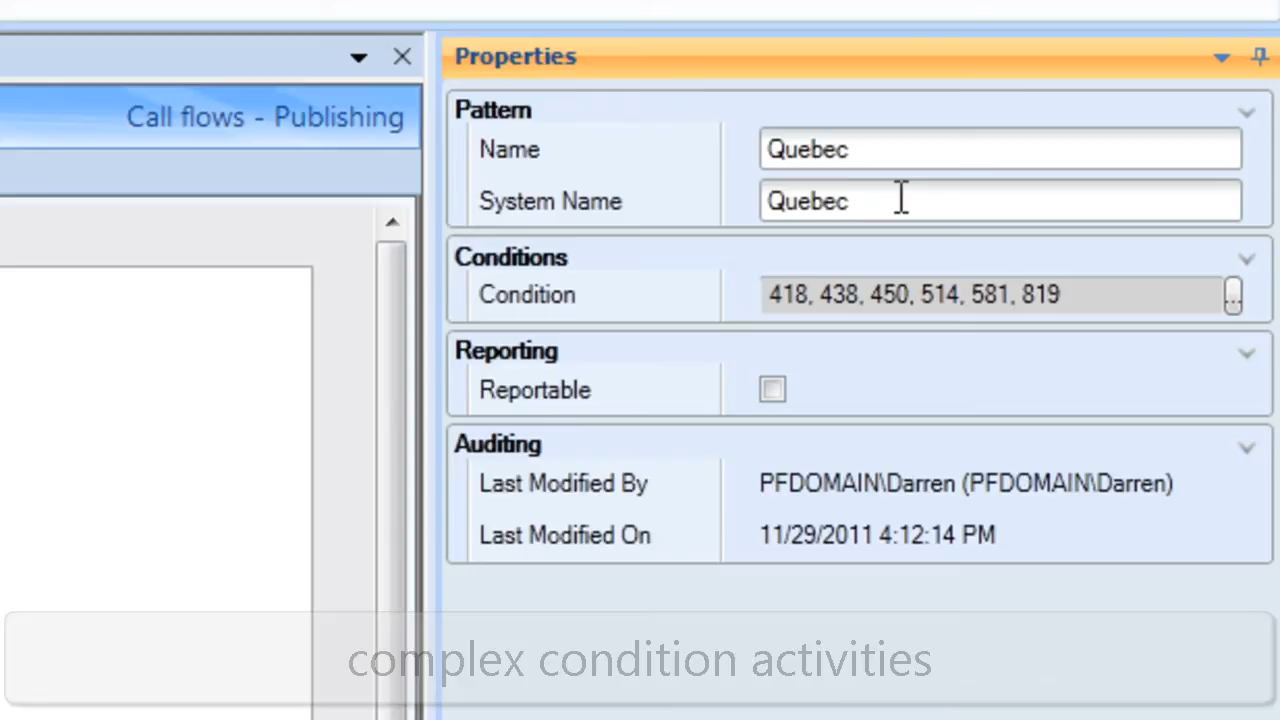 Properties
Call flows - Publishing
Pattern
Name Quebec
System Name Quebec
Conditions
Condition 418, 438, 450, 514, 581, 819 ...
Reporting
Reportable
Auditing
Last Modified By PFDOMAIN\Darren (PFDOMAIN\Darren)
Last Modified On 11/29/2011 4:12:14 PM
complex condition activities